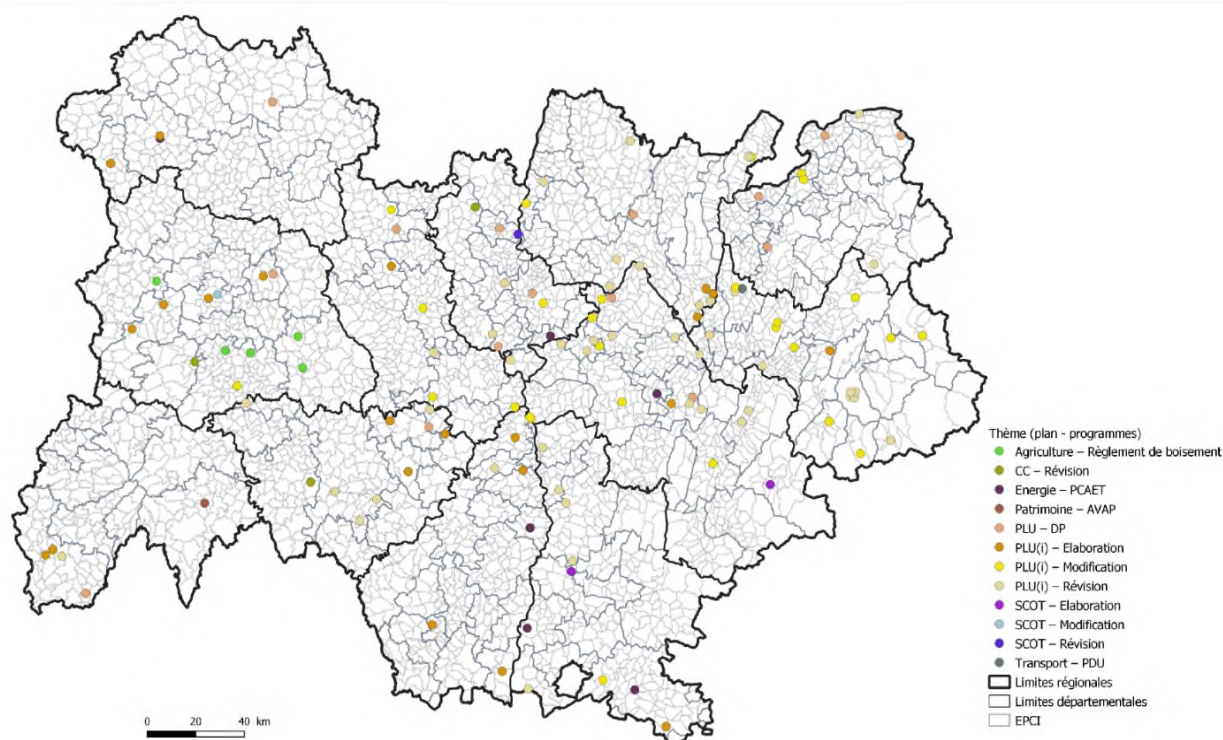 Thème (plan - programmes)
Agriculture – Règlement de boisement
CC – Révision
Energie – PCAET
Patrimoine – AVAP
PLU – DP
PLU(i) – Elaboration
PLU(i) – Modification
PLU(i) – Révision
SCOT – Elaboration
SCOT – Modification
SCOT – Révision
Transport – PDU
Limites régionales
Limites départementales
EPCI
0 20 40 km